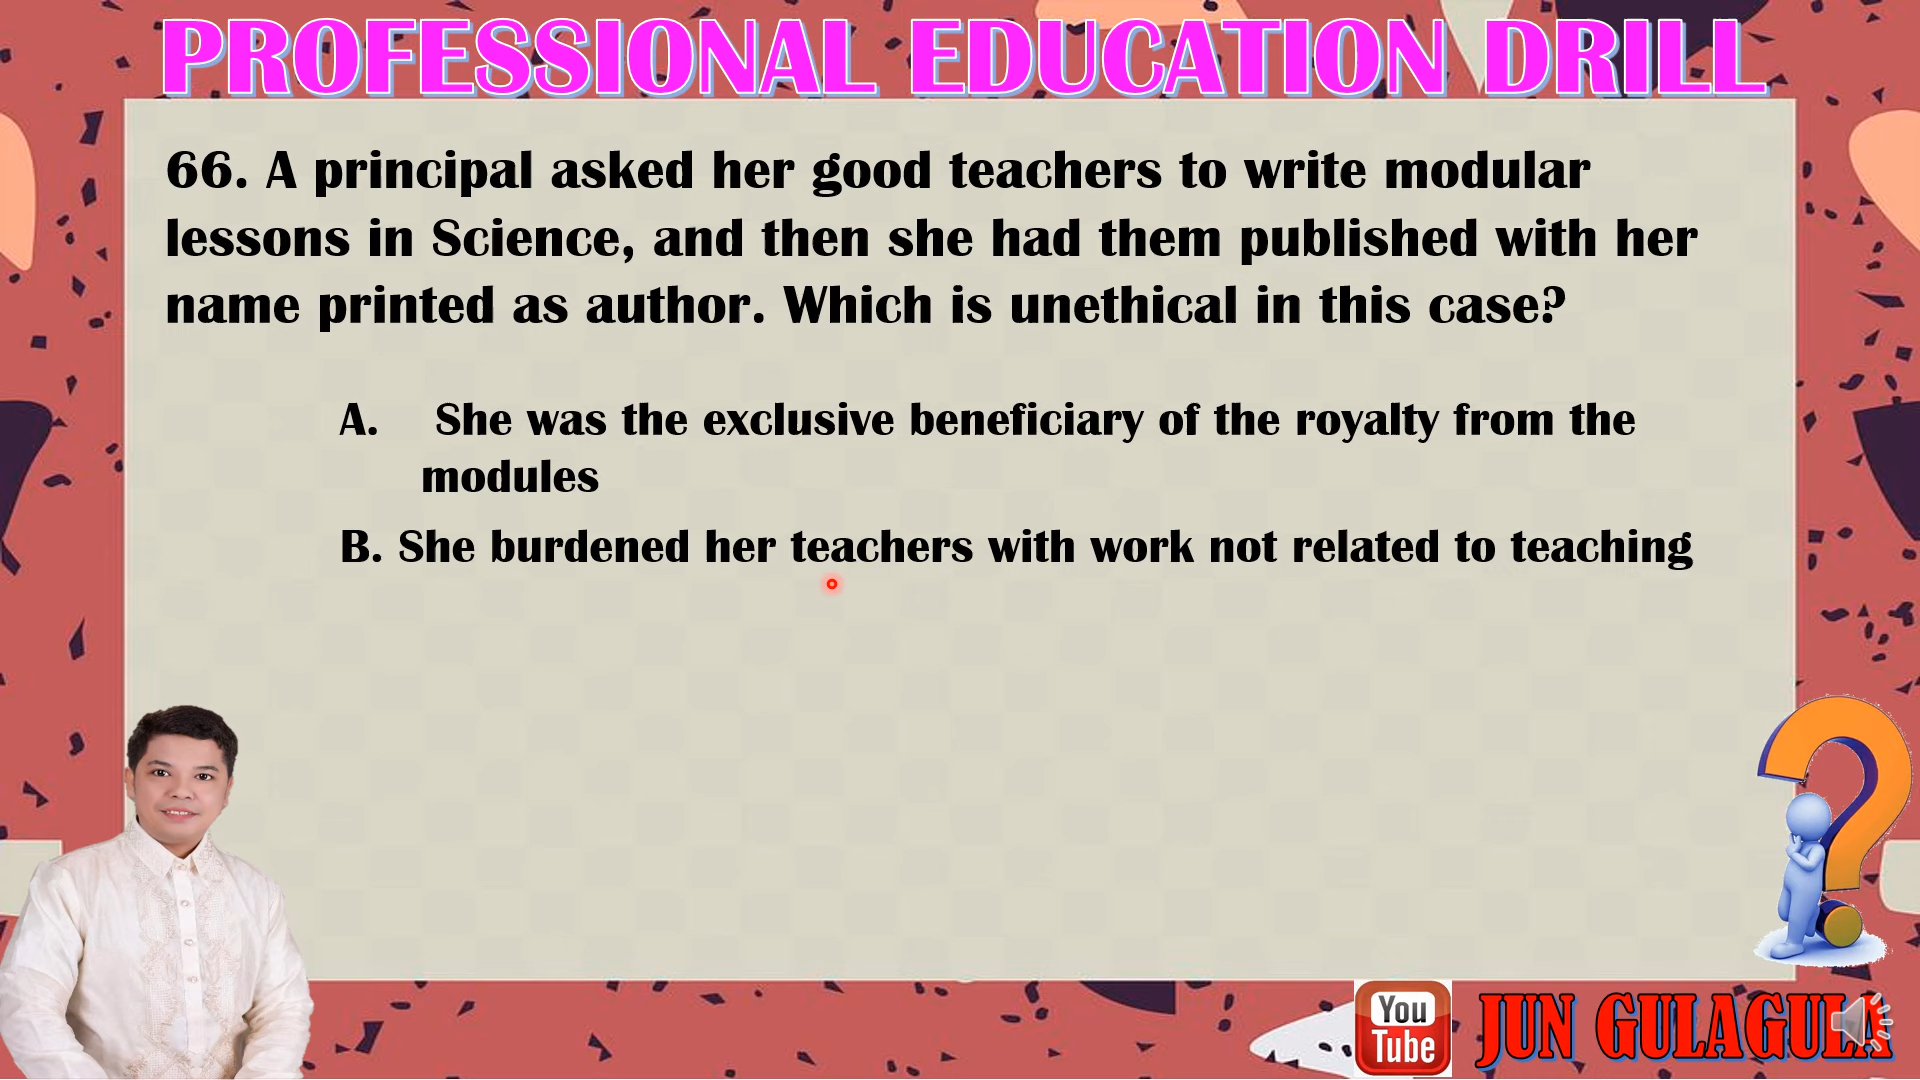 PROFESSIONAL EDUCATION DRILL
66. A principal asked her good teachers to write modular
lessons in Science, and then she had them published with her
name printed as author. Which is unethical in this case?
A. She was the exclusive beneficiary of the royalty from the
modules
B. She burdened her teachers with work not related to teaching
You
Tube
JUN GULAGULA